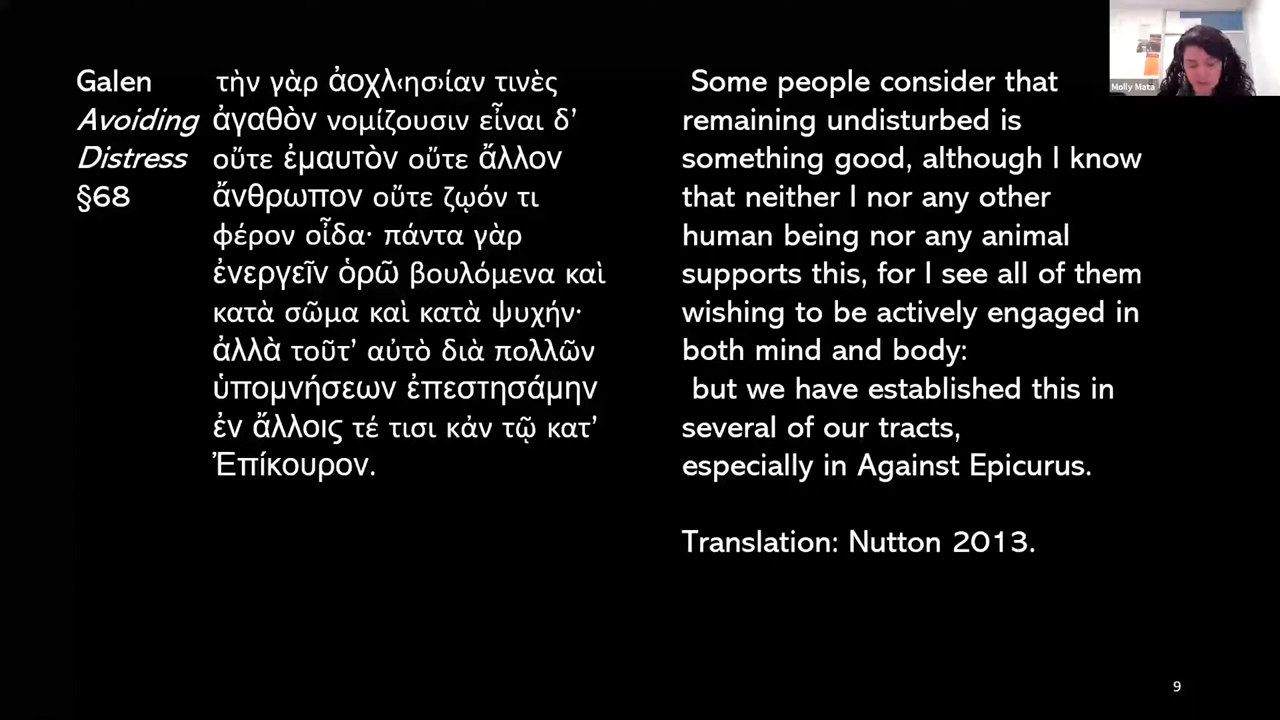 Galen
Avoiding
Distress
§68
τὴν γὰρ ἀοχλ‹ησ›ίαν τινὲς
ἀγαθὸν νομίζουσιν εἶναι δ’
οὔτε ἐμαυτὸν οὔτε ἄλλον
ἄνθρωπον οὔτε ζῳόν τι
φέρον οἶδα· πάντα γὰρ
ἐνεργεῖν ὁρῶ βουλόμενα καὶ
κατὰ σῶμα καὶ κατὰ ψυχήν·
ἀλλὰ τοῦτ’ αὐτὸ διὰ πολλῶν
ὑπομνήσεων ἐπεστησάμην
ἐν ἄλλοις τέ τισι κἀν τῷ κατ’
Ἐπίκουρον.
Some people consider that
remaining undisturbed is
something good, although I know
that neither I nor any other
human being nor any animal
supports this, for I see all of them
wishing to be actively engaged in
both mind and body:
but we have established this in
several of our tracts,
especially in Against Epicurus.
Translation: Nutton 2013.
Molly Mata
9